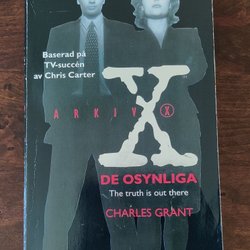 Baserad på
TV-succén
av Chris Carter
ARKIV X
X
DE OSYNLIGA
The truth is out there
CHARLES GRANT